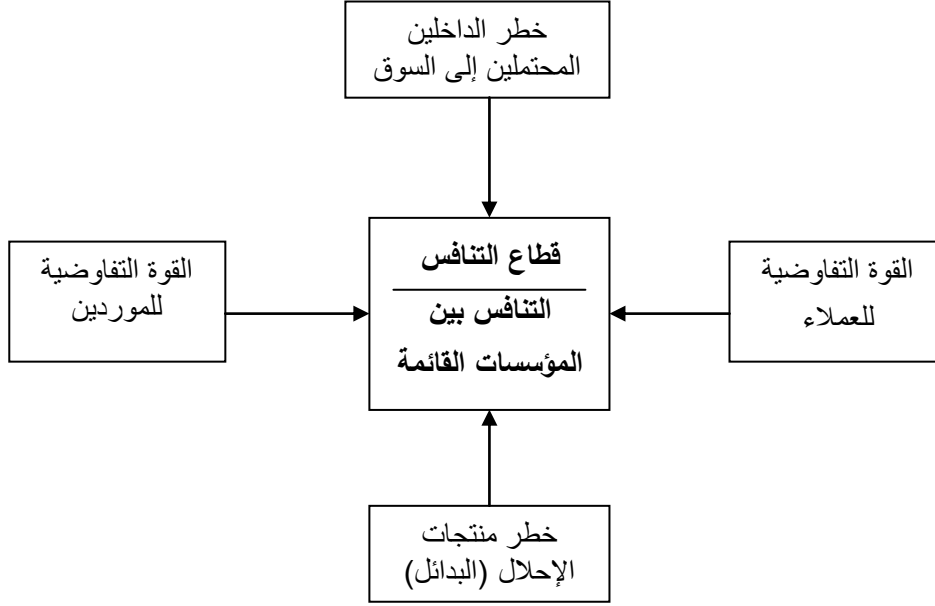 خطر الداخلين
المحتملين إلى السوق
القوة التفاوضية
للعملاء
قطاع التنافس
التنافس بين
المؤسسات القائمة
القوة التفاوضية
للموردين
خطر منتجات
الإحلال (البدائل)